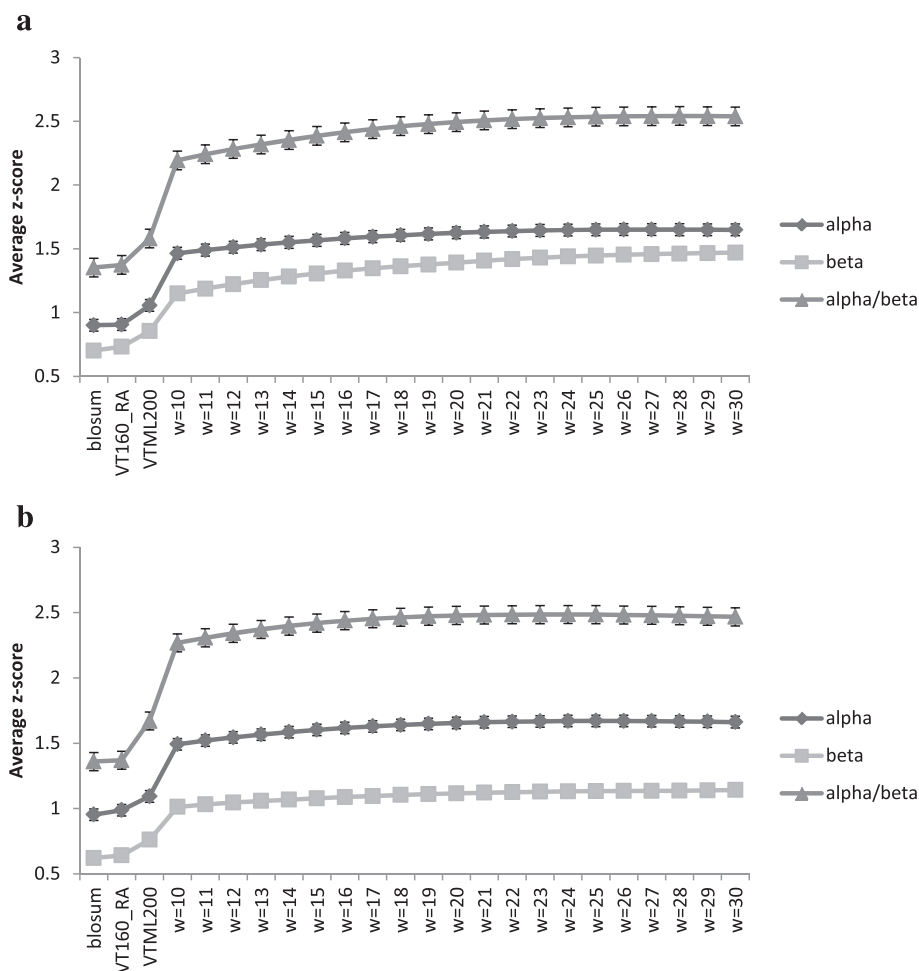 a
3
2.5
2
1.5
1
0.5
Average z-score
blosum
VT160_RA
VTML200
w=10
w=11
w=12
w=13
w=14
w=15
w=16
w=17
w=18
w=19
w=20
w=21
w=22
w=23
w=24
w=25
w=26
w=27
w=28
w=29
w=30
alpha
beta
alpha/beta
b
3
2.5
2
1.5
1
0.5
Average z-score
blosum
VT160_RA
VTML200
w=10
w=11
w=12
w=13
w=14
w=15
w=16
w=17
w=18
w=19
w=20
w=21
w=22
w=23
w=24
w=25
w=26
w=27
w=28
w=29
w=30
alpha
beta
alpha/beta